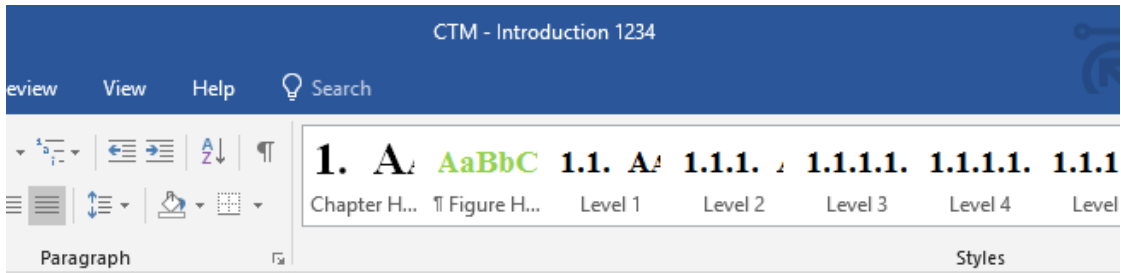 CTM - Introduction 1234
eview View Help Search
1. A AaBbC 1.1. AA 1.1.1. 1.1.1.1. 1.1.1.1. 1.1.1
Chapter H... ¶ Figure H... Level 1 Level 2 Level 3 Level 4 Level
Paragraph Styles